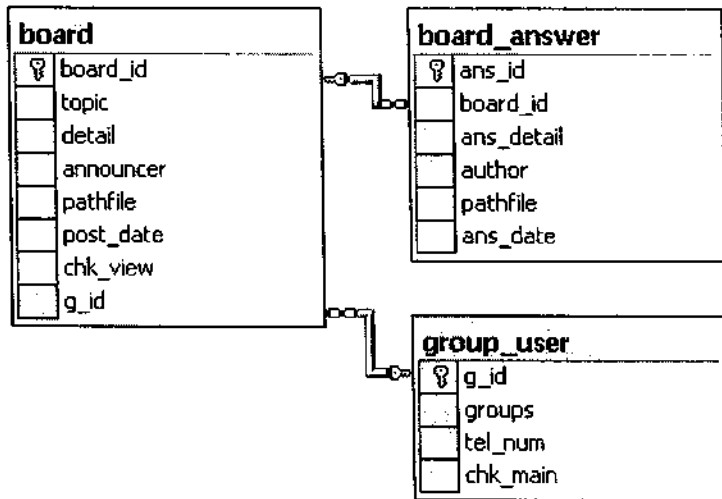 board
board_id
topic
detail
announcer
pathfile
post_date
chk_view
g_id
board_answer
ans_id
board_id
ans_detail
author
pathfile
ans_date
group_user
g_id
groups
tel_num
chk_main